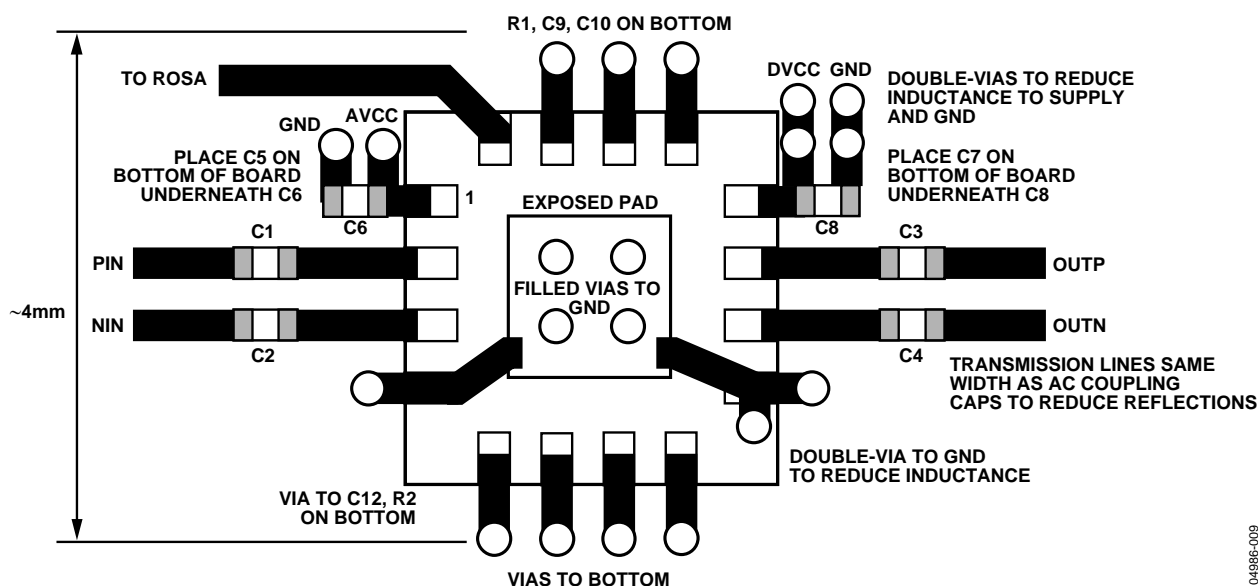 R1, C9, C10 ON BOTTOM
TO ROSA
DVCC
GND
DOUBLE-VIAS TO REDUCE
INDUCTANCE TO SUPPLY
AND GND
GND
AVCC
PLACE C5 ON
BOTTOM OF BOARD
UNDERNEATH C6
PLACE C7 ON
BOTTOM OF BOARD
UNDERNEATH C8
1
EXPOSED PAD
C6
C8
C1
C3
PIN
OUTP
FILLED VIAS TO
GND
~4mm
NIN
OUTN
C2
C4
TRANSMISSION LINES SAME
WIDTH AS AC COUPLING
CAPS TO REDUCE REFLECTIONS
DOUBLE-VIA TO GND
TO REDUCE INDUCTANCE
VIA TO C12, R2
ON BOTTOM
VIAS TO BOTTOM
04986-009